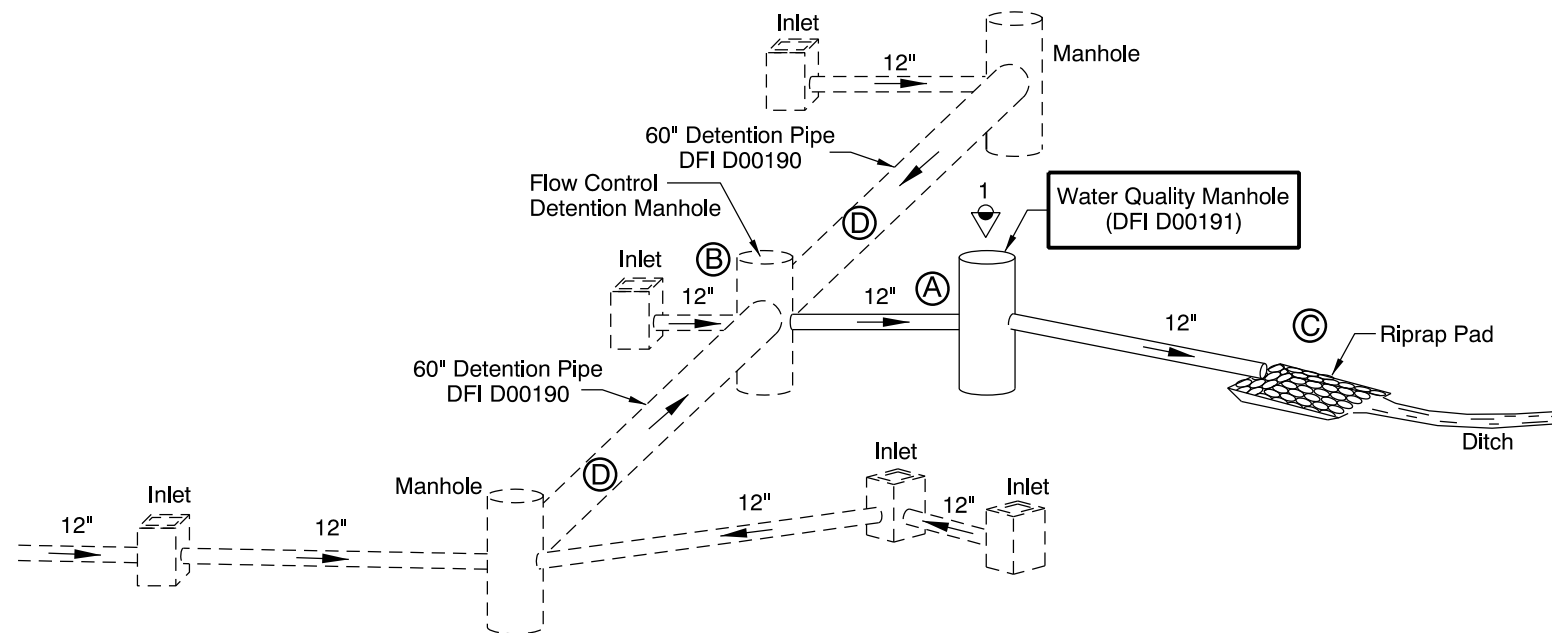 Inlet
12"
Manhole
60" Detention Pipe
DFI D00190
Flow Control
Detention Manhole
D
1
Water Quality Manhole
(DFI D00191)
B
Inlet
12"
12"
A
12"
C
Riprap Pad
60" Detention Pipe
DFI D00190
Ditch
D
Manhole
Inlet
Inlet
Inlet
12"
12"
12"
12"